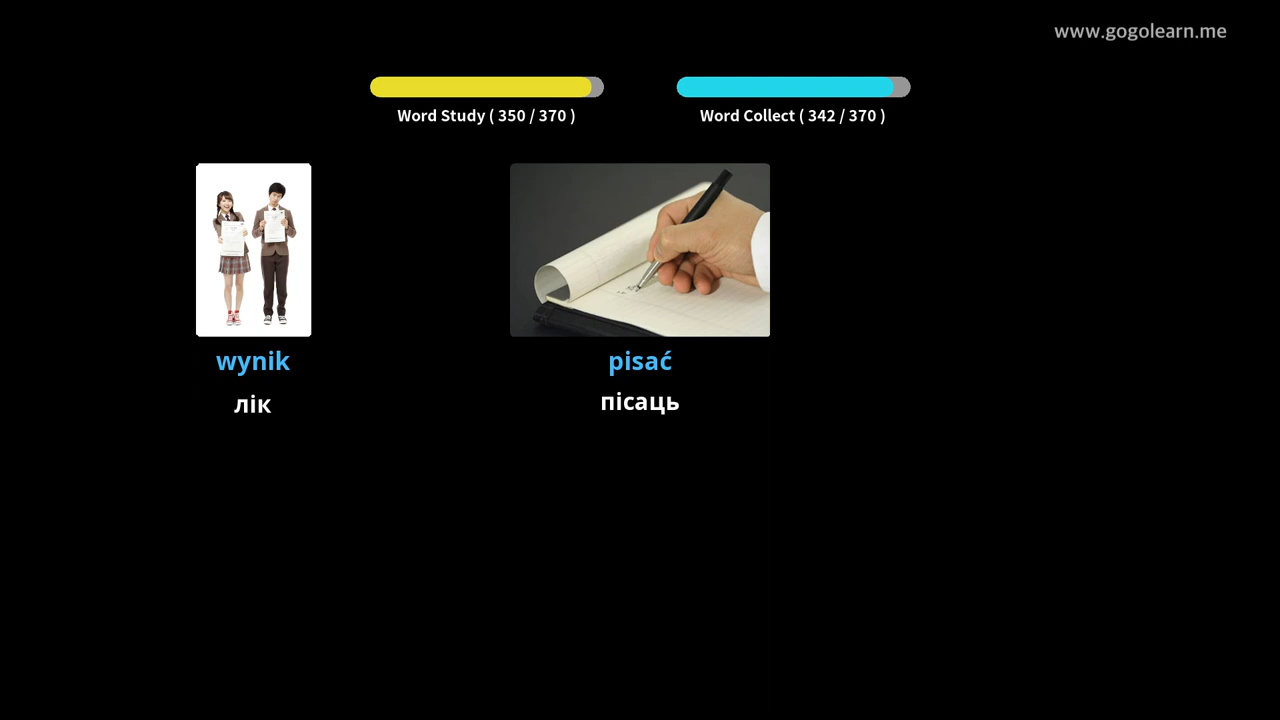 www.gogolearn.me
Word Study ( 350 / 370 )
Word Collect ( 342 / 370 )
wynik
лік
pisać
пісаць